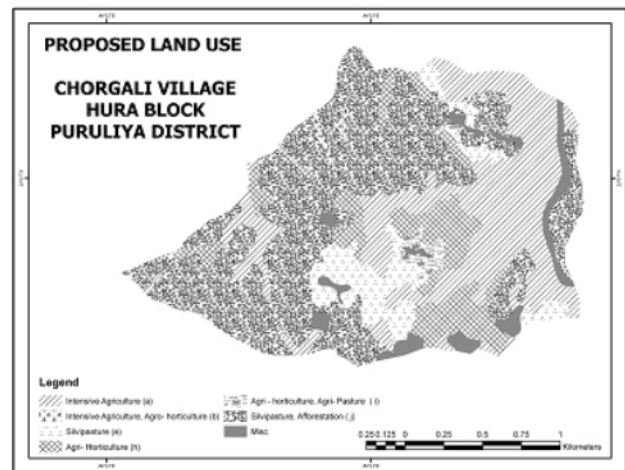 PROPOSED LAND USE
CHORGALI VILLAGE
HURA BLOCK
PURULIYA DISTRICT
Legend
Intensive Agriculture (a)
Intensive Agriculture, Agro- horticulture (b)
Silvipasture (e)
Agri- Horticulture (h)
Agri - horticulture, Agri- Pasture ( i )
Silvipasture, Afforestation ( j )
Misc.
0.25 0.125 0 0.25 0.5 0.75 1
Kilometers